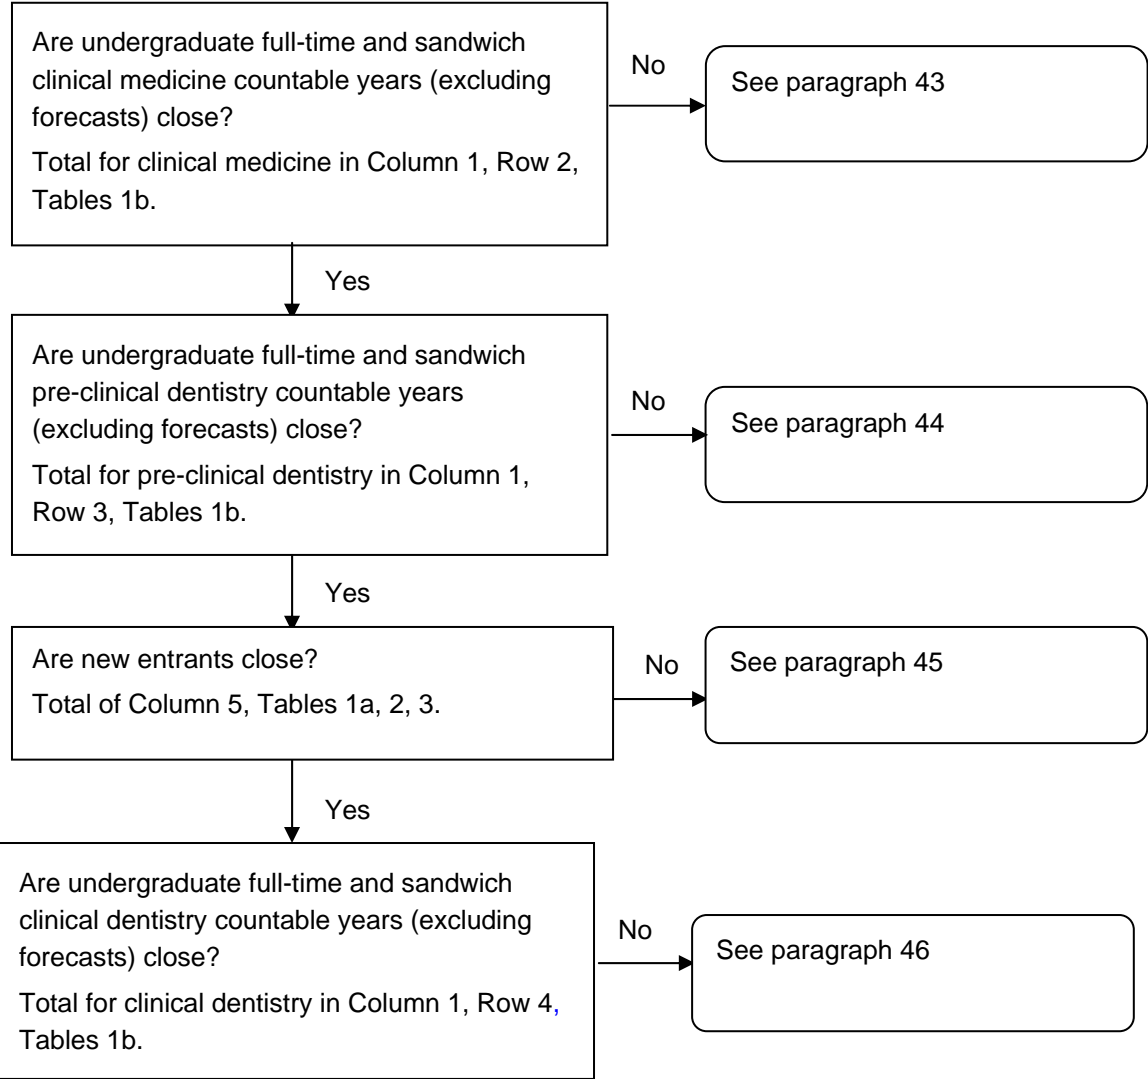 Are undergraduate full-time and sandwich
clinical medicine countable years (excluding
forecasts) close?
Total for clinical medicine in Column 1, Row 2,
Tables 1b.
No
See paragraph 43
Yes
Are undergraduate full-time and sandwich
pre-clinical dentistry countable years
(excluding forecasts) close?
Total for pre-clinical dentistry in Column 1,
Row 3, Tables 1b.
No
See paragraph 44
Yes
Are new entrants close?
Total of Column 5, Tables 1a, 2, 3.
No
See paragraph 45
Yes
Are undergraduate full-time and sandwich
clinical dentistry countable years (excluding
forecasts) close?
Total for clinical dentistry in Column 1, Row 4,
Tables 1b.
No
See paragraph 46